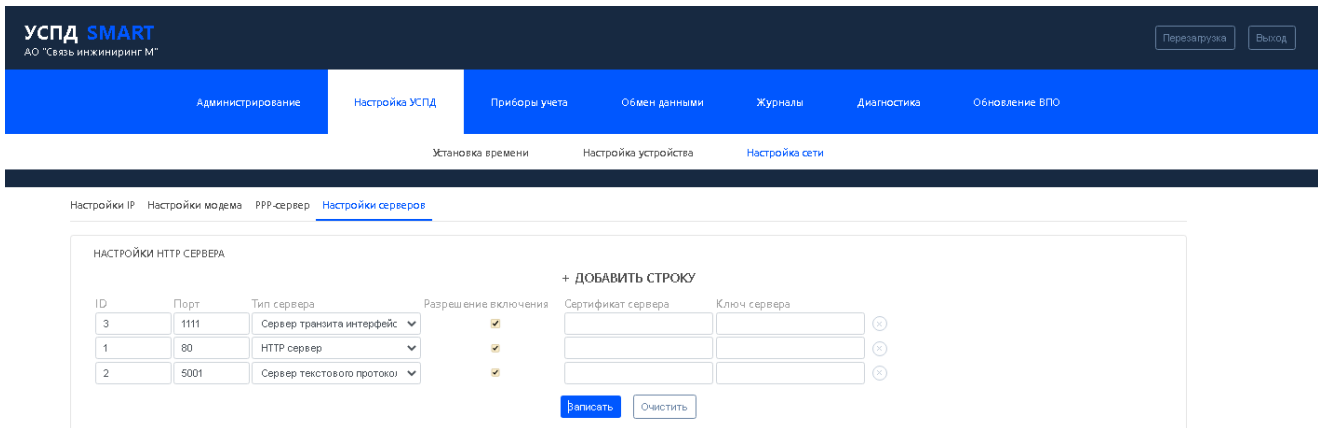 УСПД SMART
АО "Связь инжиниринг М"
Перезагрузка Выход
Администрирование Настройка УСПД Приборы учета Обмен данными Журналы Диагностика Обновление ВПО
Установка времени Настройка устройства Настройка сети
Настройки IP Настройки модема PPP-сервер Настройки серверов
НАСТРОЙКИ HTTP СЕРВЕРА
+ ДОБАВИТЬ СТРОКУ
ID Порт Тип сервера Разрешение включения Сертификат сервера Ключ сервера
3 1111 Сервер транзита интерфейс
1 80 HTTP сервер
2 5001 Сервер текстового протокол
Записать Очистить